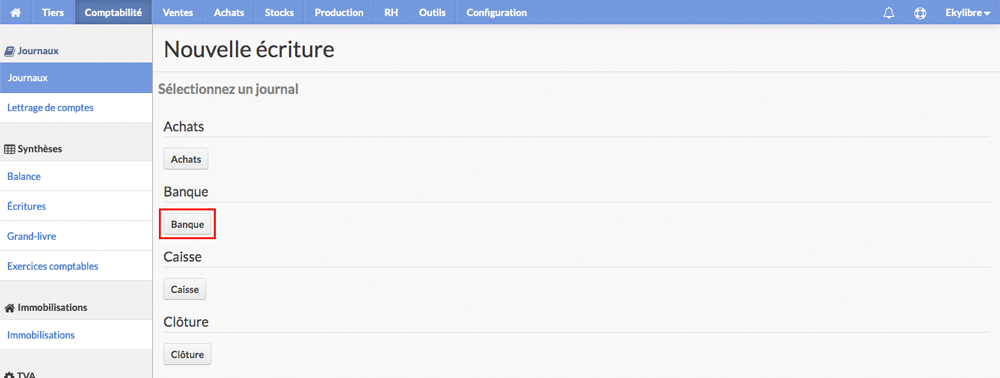 Tiers Comptabilité Ventes Achats Stocks Production RH Outils Configuration Ekylibre
Journaux
Journaux
Lettrage de comptes
Synthèses
Balance
Écritures
Grand-livre
Exercices comptables
Immobilisations
Immobilisations
TVA
Nouvelle écriture
Sélectionnez un journal
Achats
Achats
Banque
Banque
Caisse
Caisse
Clôture
Clôture